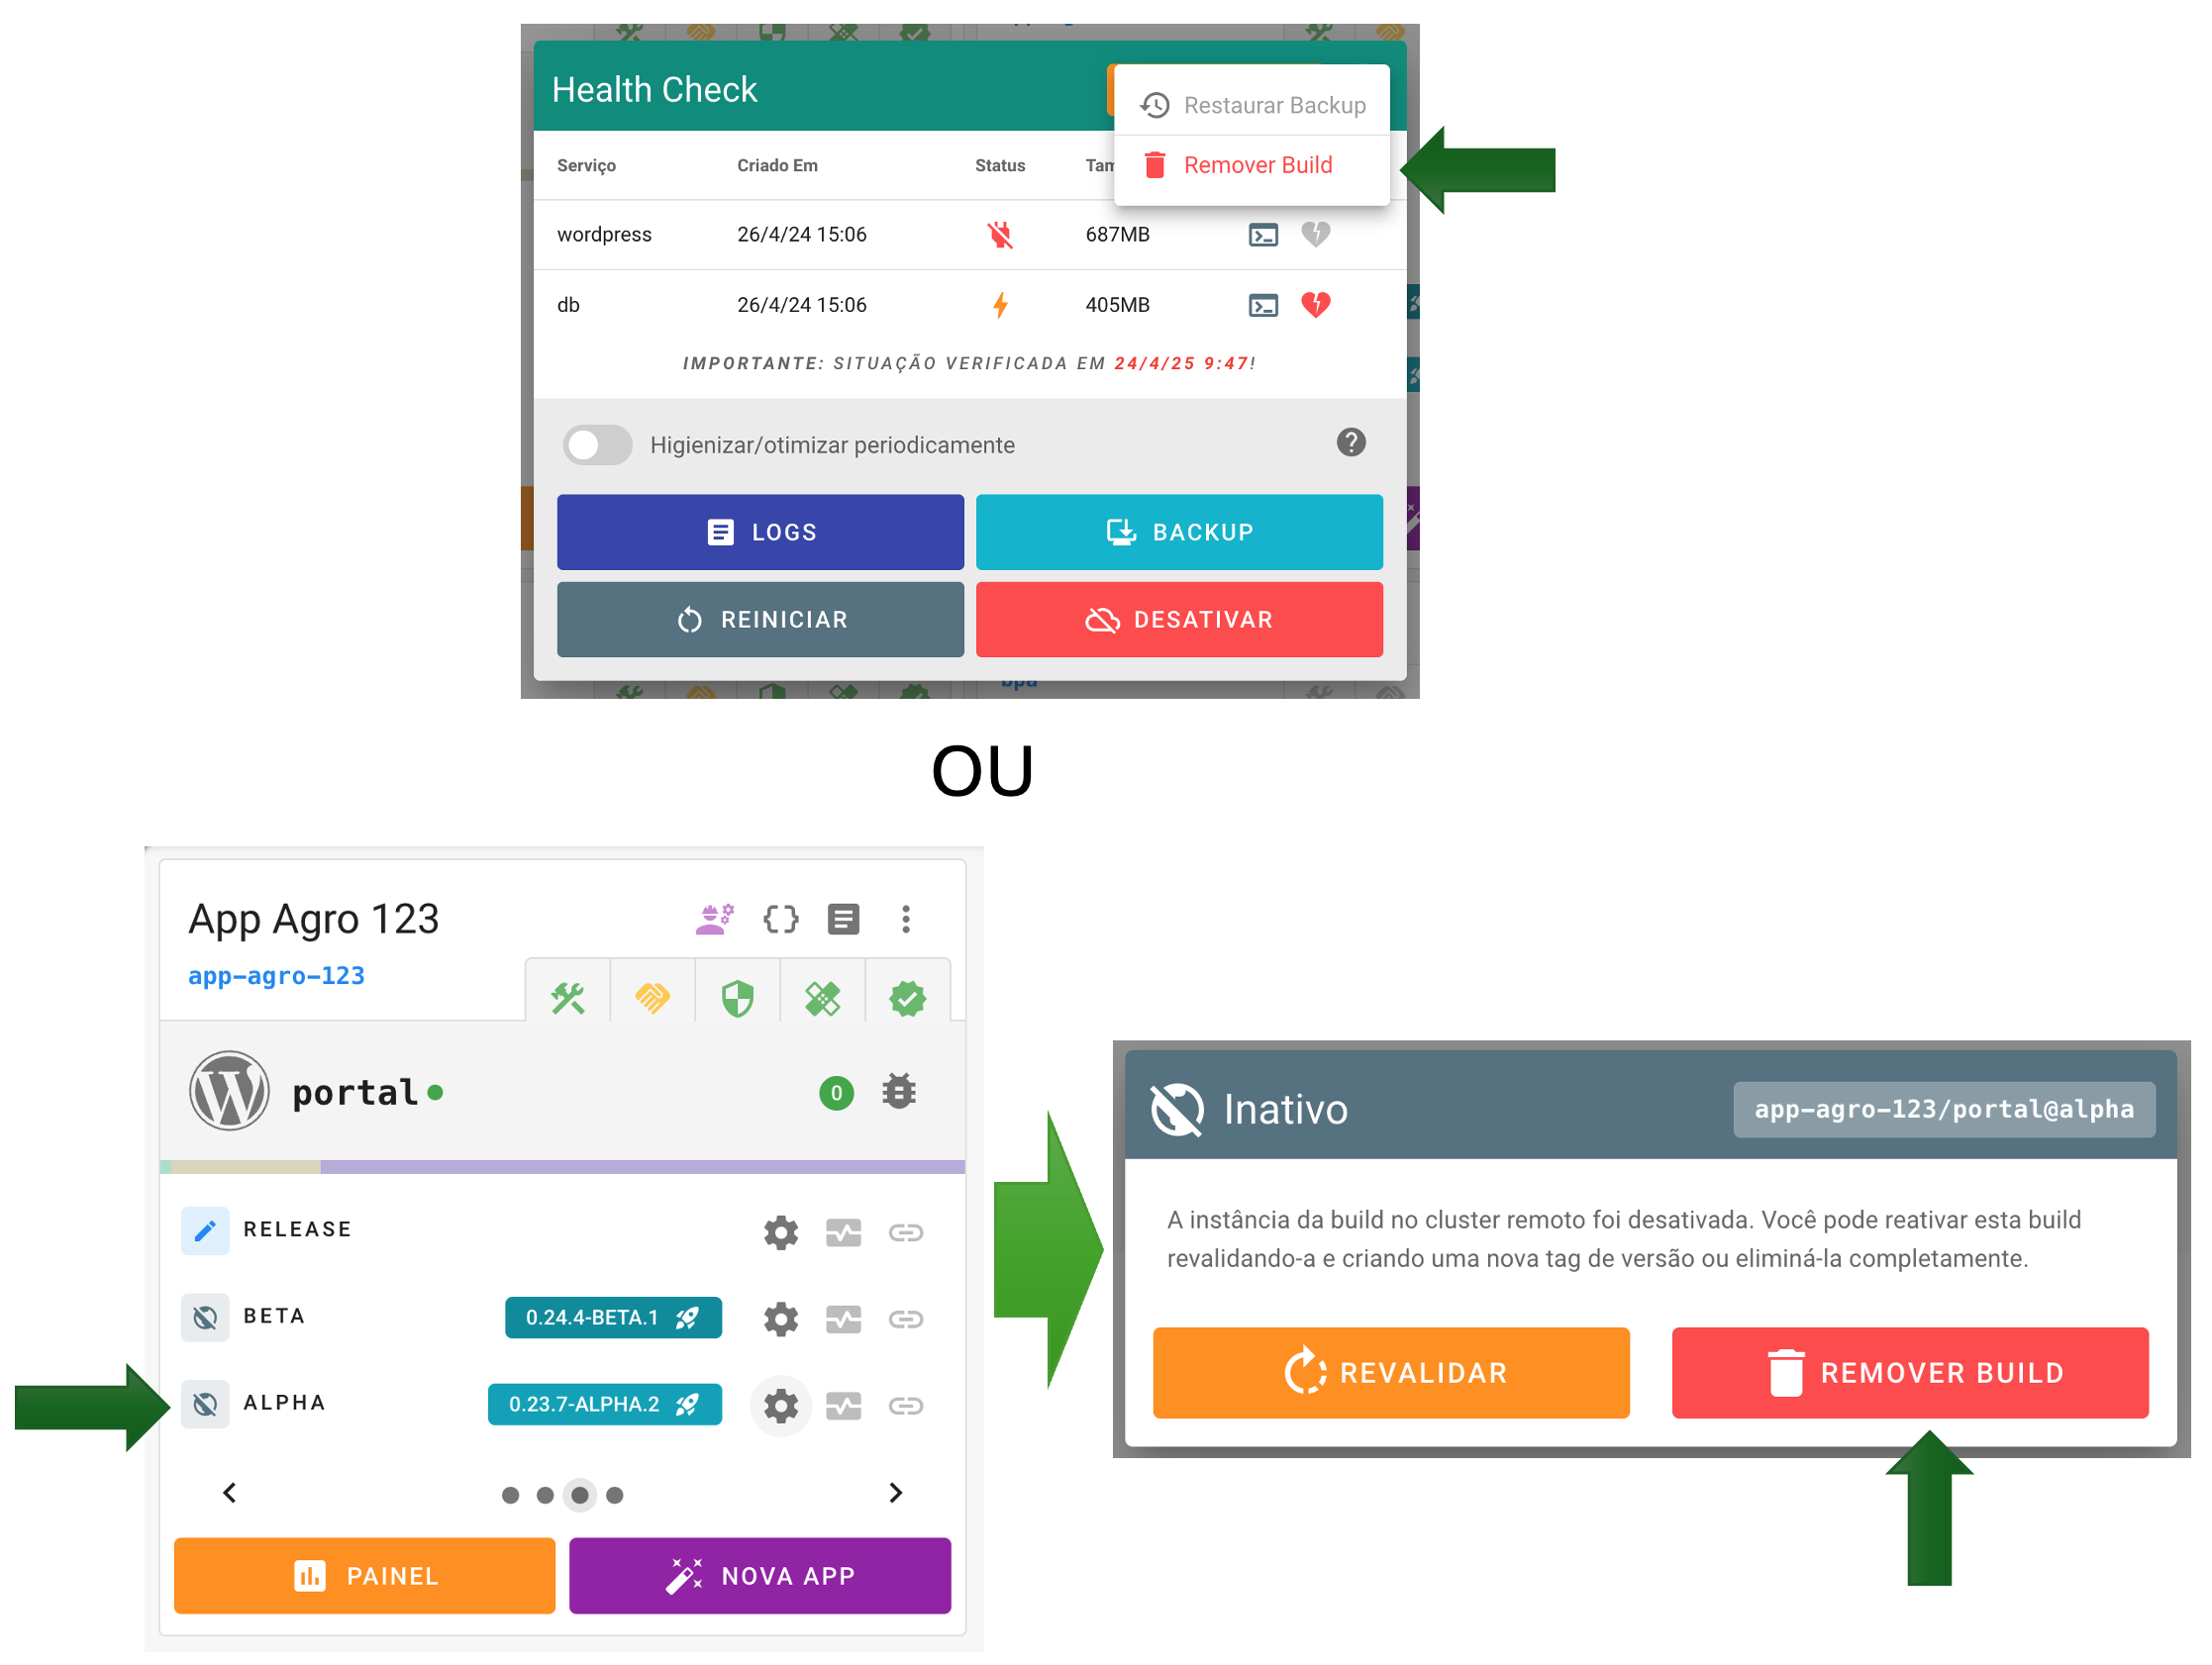 Health Check
Restaurar Backup
Remover Build
Serviço Criado Em Status Tam
wordpress 26/4/24 15:06 687MB
db 26/4/24 15:06 405MB
IMPORTANTE: SITUAÇÃO VERIFICADA EM 24/4/25 9:47!
Higienizar/otimizar periodicamente
LOGS BACKUP
REINICIAR DESATIVAR
bpa
OU
App Agro 123
app-agro-123
portal 0
RELEASE
BETA 0.24.4-BETA.1
ALPHA 0.23.7-ALPHA.2
PAINEL NOVA APP
Inativo app-agro-123/portal@alpha
A instância da build no cluster remoto foi desativada. Você pode reativar esta build
revalidando-a e criando uma nova tag de versão ou eliminá-la completamente.
REVALIDAR REMOVER BUILD